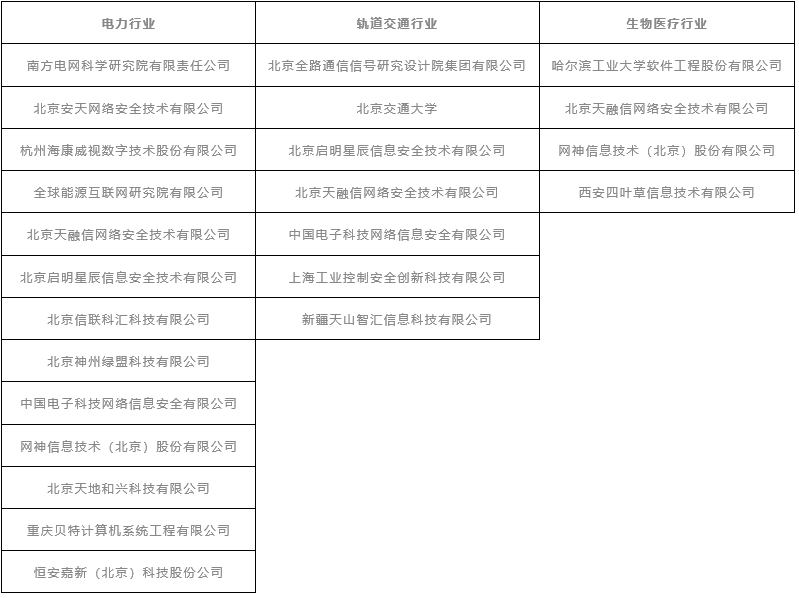 电力行业 轨道交通行业 生物医疗行业
南方电网科学研究院有限责任公司 北京全路通信信号研究设计院集团有限公司 哈尔滨工业大学软件工程股份有限公司
北京安天网络安全技术有限公司 北京交通大学 北京天融信网络安全技术有限公司
杭州海康威视数字技术股份有限公司 北京启明星辰信息安全技术有限公司 网神信息技术（北京）股份有限公司
全球能源互联网研究院有限公司 北京天融信网络安全技术有限公司 西安四叶草信息技术有限公司
北京天融信网络安全技术有限公司 中国电子科技网络信息安全有限公司
北京启明星辰信息安全技术有限公司 上海工业控制安全创新科技有限公司
北京信联科汇科技有限公司 新疆天山智汇信息科技有限公司
北京神州绿盟科技有限公司
中国电子科技网络信息安全有限公司
网神信息技术（北京）股份有限公司
北京天地和兴科技有限公司
重庆贝特计算机系统工程有限公司
恒安嘉新（北京）科技股份公司